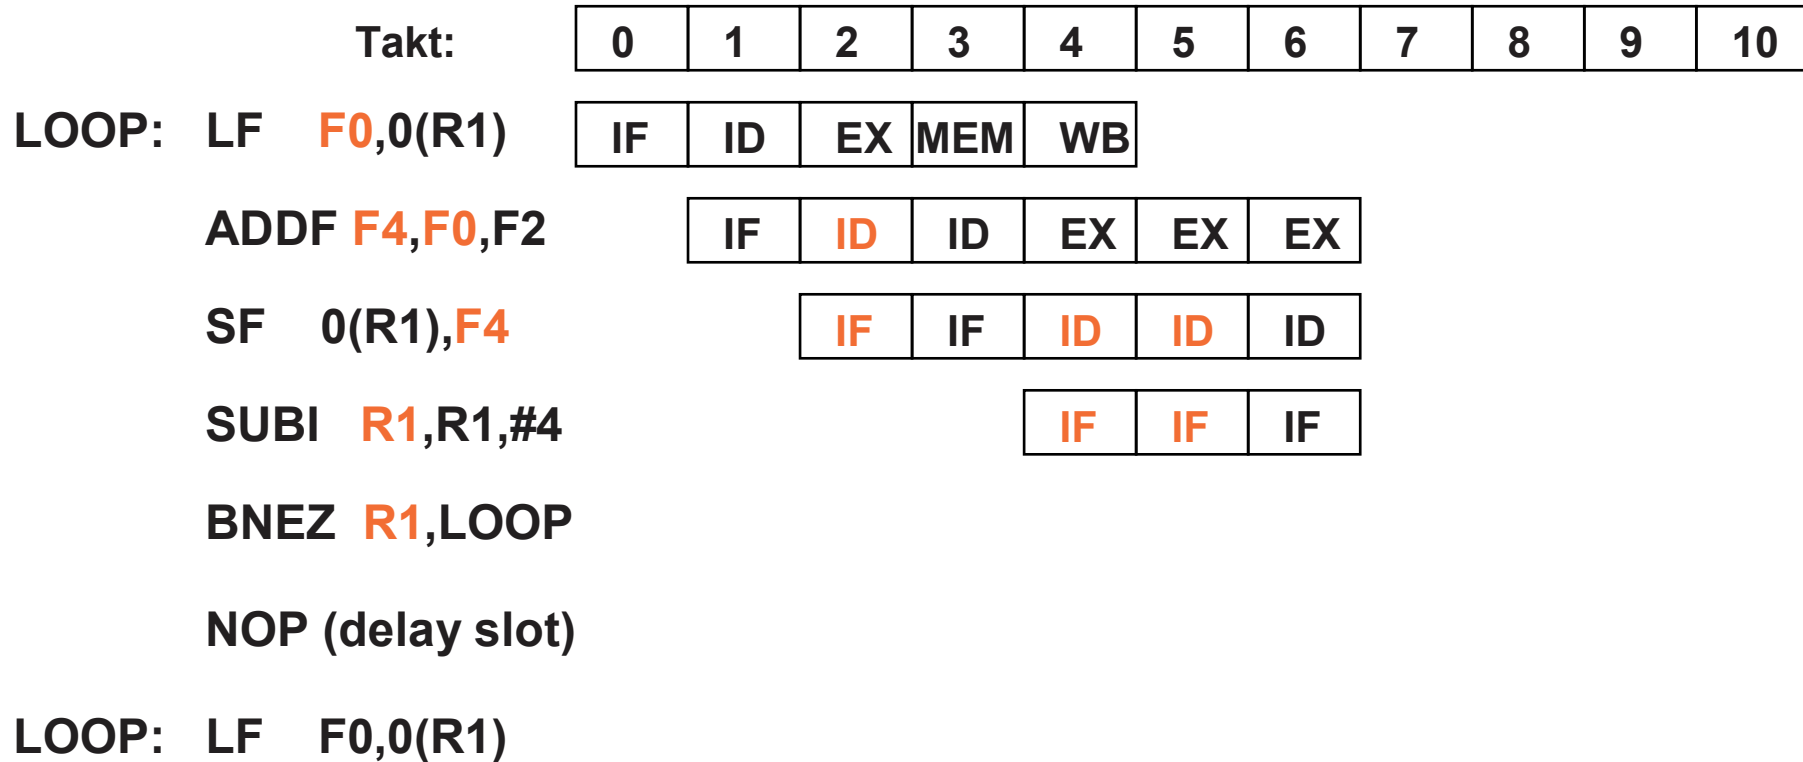 Takt: 0 1 2 3 4 5 6 7 8 9 10
LOOP: LF F0,0(R1) IF ID EX MEM WB
ADDF F4,F0,F2 IF ID ID EX EX EX
SF 0(R1),F4 IF IF ID ID ID
SUBI R1,R1,#4 IF IF IF
BNEZ R1,LOOP
NOP (delay slot)
LOOP: LF F0,0(R1)